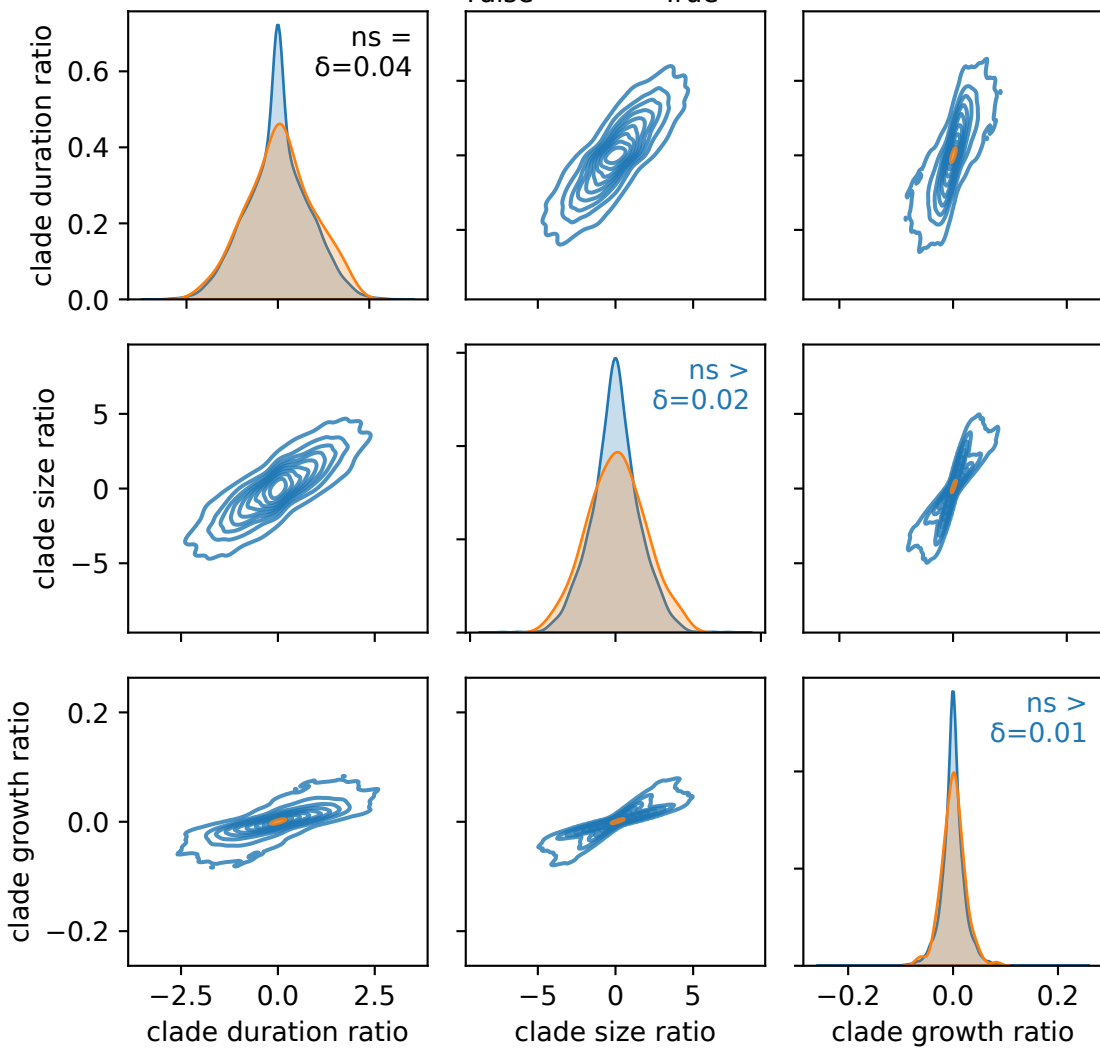 clade duration ratio
0.6
0.4
0.2
0.0
ns =
δ=0.04
clade size ratio
5
0
−5
ns >
δ=0.02
clade growth ratio
0.2
0.0
−0.2
ns >
δ=0.01
−2.5 0.0 2.5
−5 0 5
−0.2 0.0 0.2
clade duration ratio
clade size ratio
clade growth ratio